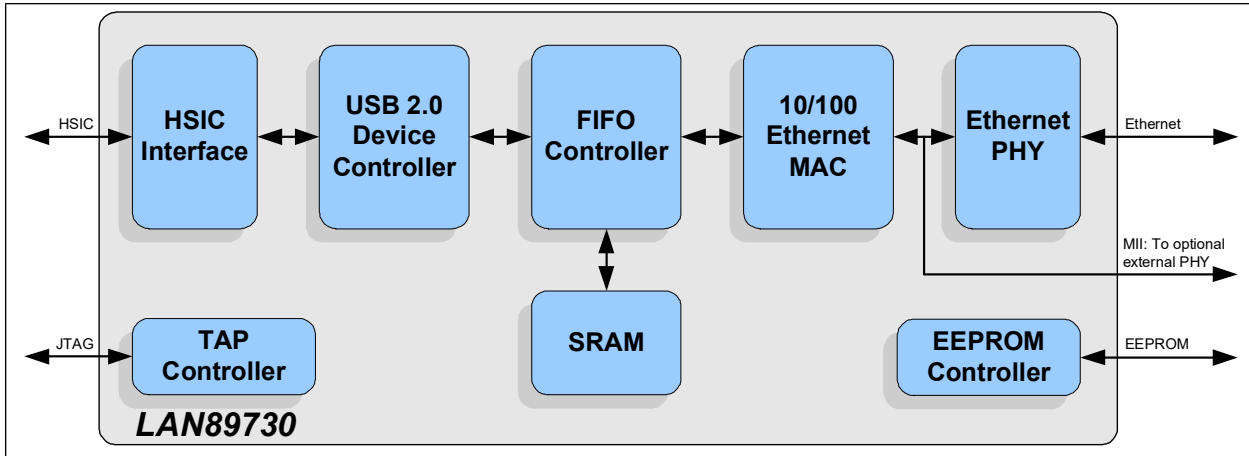 HSIC
HSIC
Interface
USB 2.0
Device
Controller
FIFO
Controller
10/100
Ethernet
MAC
Ethernet
PHY
Ethernet
MII: To optional
external PHY
SRAM
JTAG
TAP
Controller
EEPROM
Controller
EEPROM
LAN89730